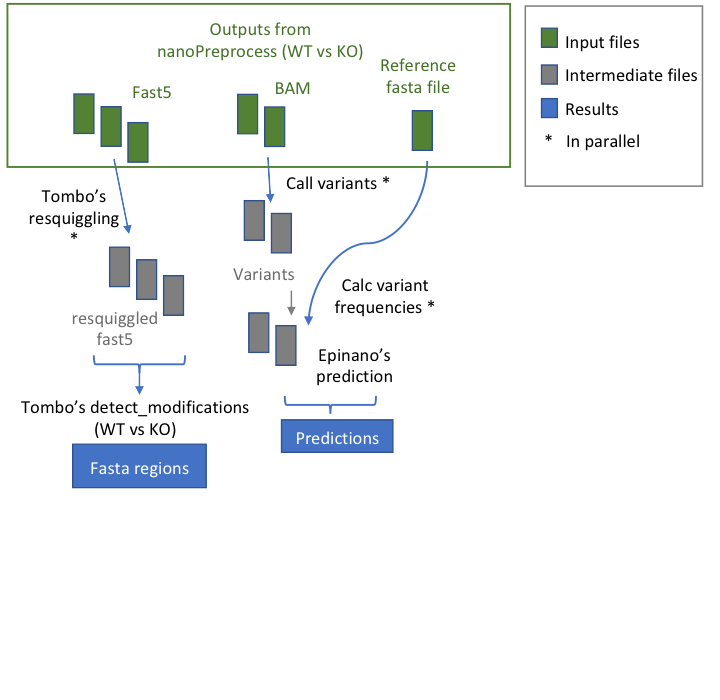 Outputs from
nanoPreprocess (WT vs KO)
Fast5
BAM
Reference
fasta file
Input files
Intermediate files
Results
* In parallel
Tombo’s
resquiggling
*
Call variants *
Variants
Calc variant
frequencies *
resquiggled
fast5
Epinano’s
prediction
Tombo’s detect_modifications
(WT vs KO)
Fasta regions
Predictions